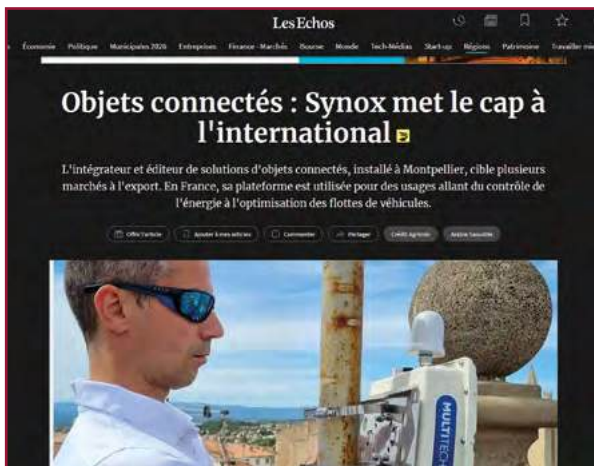 Les Echos
Économie Politique Municipales 2026 Entreprises Finance - Marchés Bourse Monde Tech-Médias Start-up Régions Patrimoine Travailler
Objets connectés : Synox met le cap à
l'international
L'intégrateur et éditeur de solutions d'objets connectés, installé à Montpellier, cible plusieurs
marchés à l'export. En France, sa plateforme est utilisée pour des usages allant du contrôle de
l'énergie à l'optimisation des flottes de véhicules.
Offrir l'article Ajouter à mes articles Commenter Partager Crédit Agricole
MULTITECH